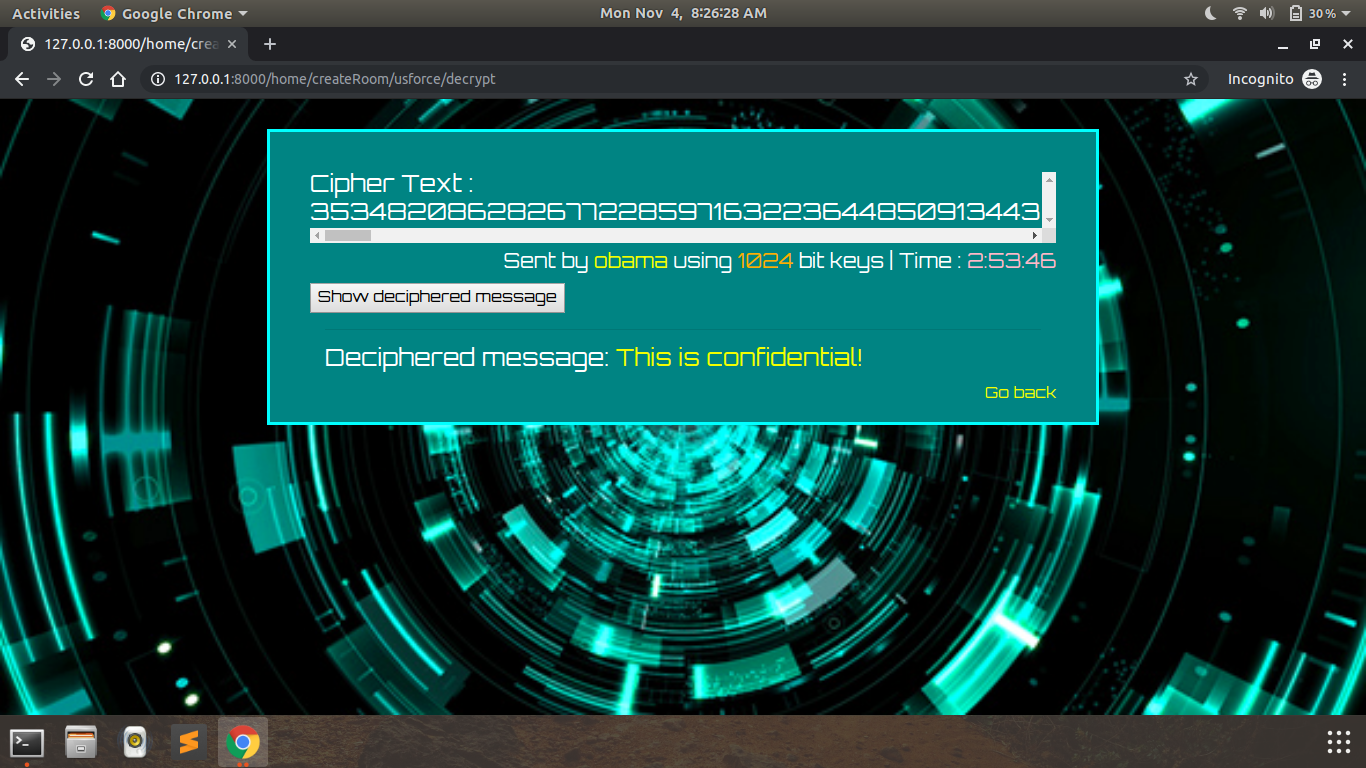 Activities Google Chrome Mon Nov 4, 8:26:28 AM 30%
127.0.0.1:8000/home/crea
127.0.0.1:8000/home/createRoom/usforce/decrypt Incognito
Cipher Text :
353482086282677228597163223644850913443
Sent by obama using 1024 bit keys | Time : 2:53:46
Show deciphered message
Deciphered message: This is confidential!
Go back